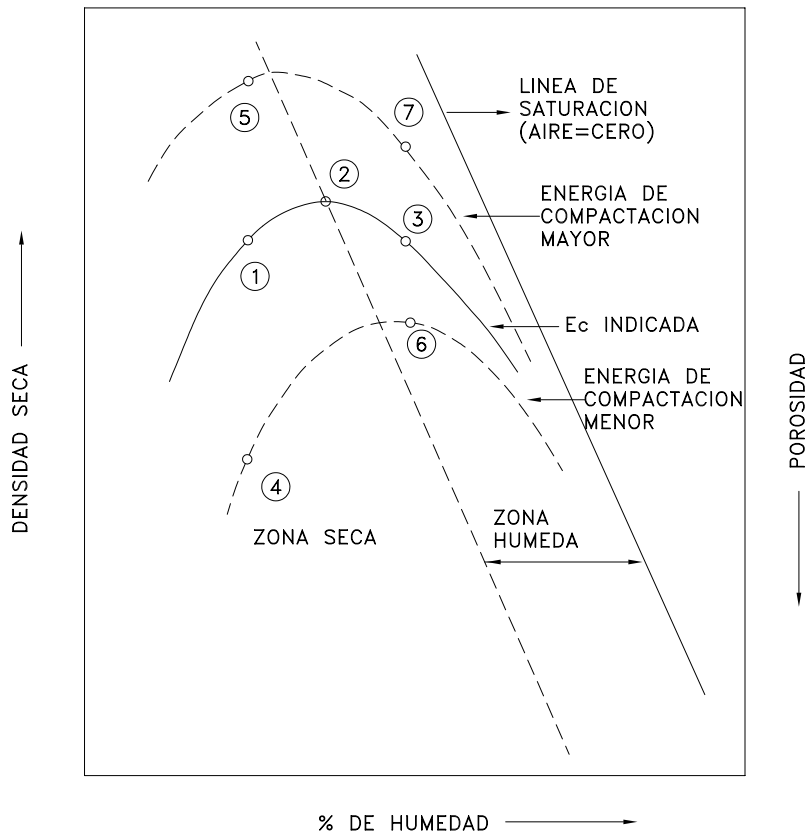 LINEA DE
SATURACION
(AIRE=CERO)
5
7
2
ENERGIA DE
COMPACTACION
MAYOR
3
1
Ec INDICADA
6
ENERGIA DE
COMPACTACION
MENOR
4
ZONA SECA
ZONA
HUMEDA
DENSIDAD SECA
POROSIDAD
% DE HUMEDAD